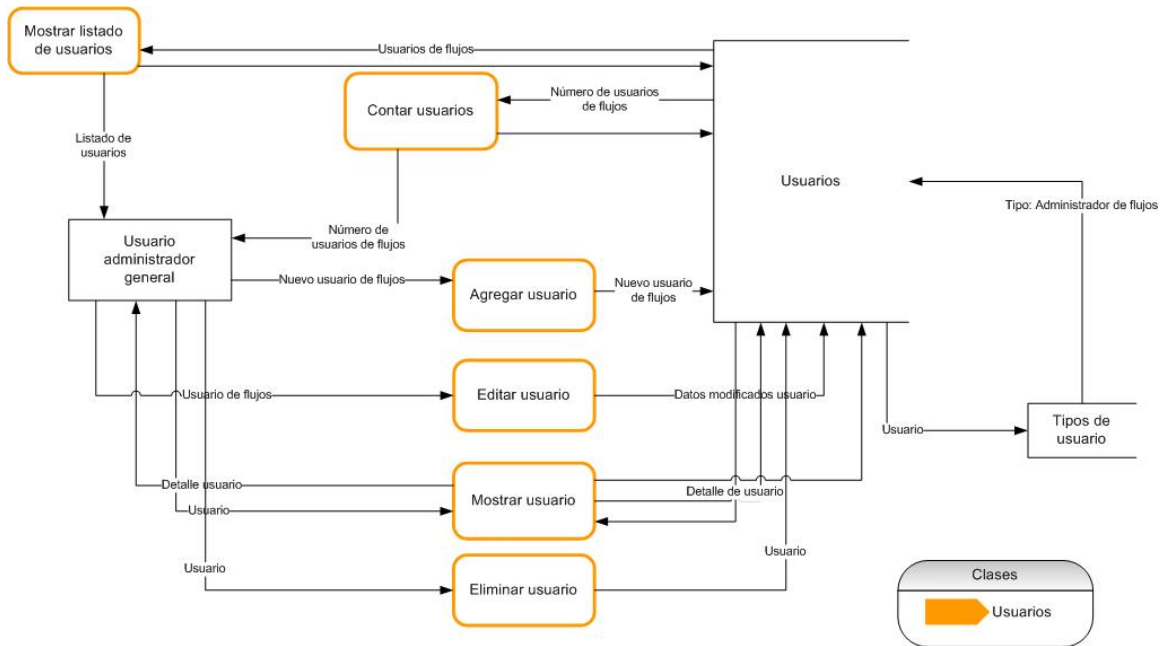 Mostrar listado
de usuarios
Usuarios de flujos
Número de usuarios
de flujos
Contar usuarios
Listado de
usuarios
Usuarios
Tipo: Administrador de flujos
Usuario
administrador
general
Número de
usuarios de flujos
Nuevo usuario de flujos
Agregar usuario
Nuevo usuario
de flujos
Usuario de flujos
Editar usuario
Datos modificados usuario
Usuario
Tipos de
usuario
Detalle usuario
Usuario
Mostrar usuario
Detalle de usuario
Usuario
Eliminar usuario
Usuario
Clases
Usuarios